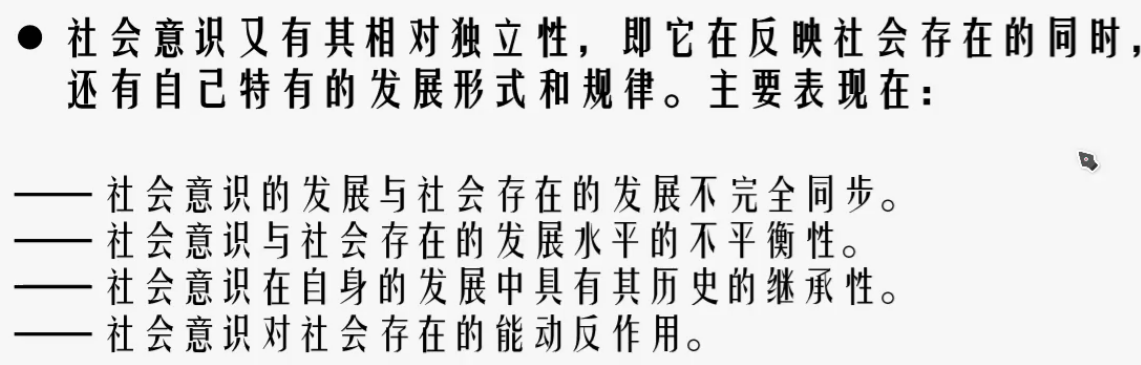 ● 社会意识又有其相对独立性，即它在反映社会存在的同时，
还有自己特有的发展形式和规律。主要表现在：
—— 社会意识的发展与社会存在的发展不完全同步。
—— 社会意识与社会存在的发展水平的不平衡性。
—— 社会意识在自身的发展中具有其历史的继承性。
—— 社会意识对社会存在的能动反作用。